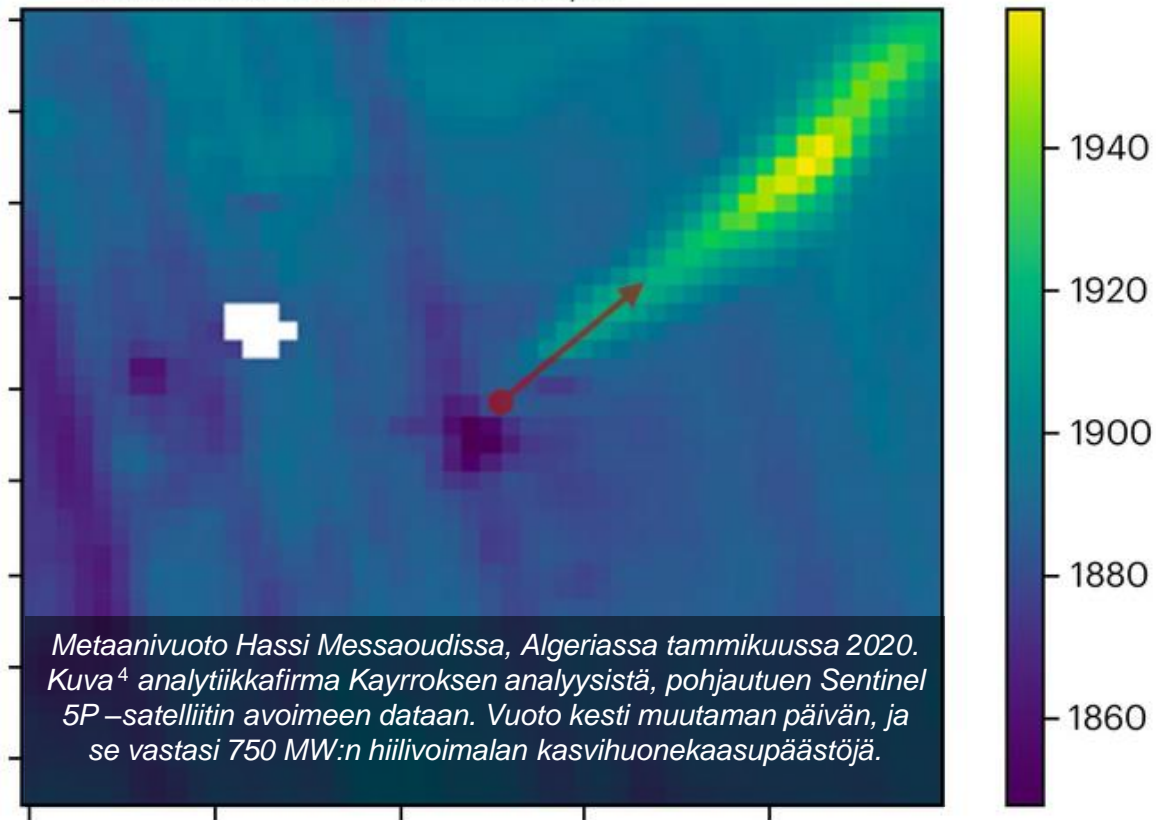 1940
1920
1900
1880
1860
Metaanivuoto Hassi Messaoudissa, Algeriassa tammikuussa 2020.
Kuva⁴ analytiikkafirma Kayrroksen analyysistä, pohjautuen Sentinel
5P –satelliitin avoimeen dataan. Vuoto kesti muutaman päivän, ja
se vastasi 750 MW:n hiilivoimalan kasvihuonekaasupäästöjä.